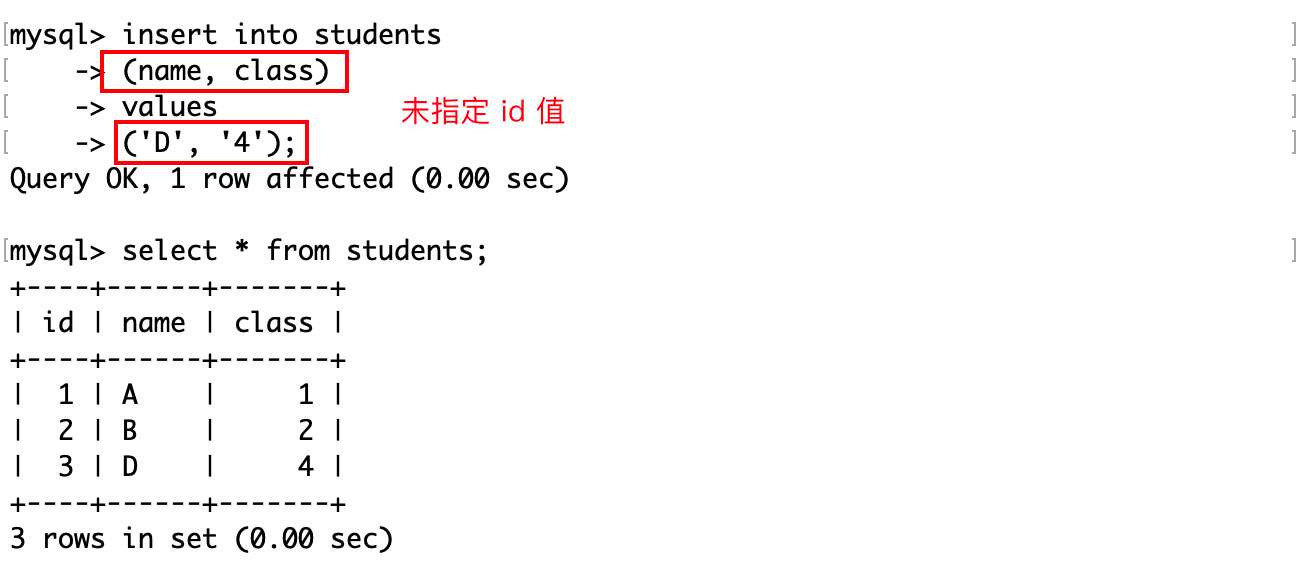 mysql> insert into students
    -> (name, class)
    -> values
未指定 id 值
    -> ('D', '4');
Query OK, 1 row affected (0.00 sec)
mysql> select * from students;
+----+------+-------+
| id | name | class |
+----+------+-------+
|  1 | A    |     1 |
|  2 | B    |     2 |
|  3 | D    |     4 |
+----+------+-------+
3 rows in set (0.00 sec)